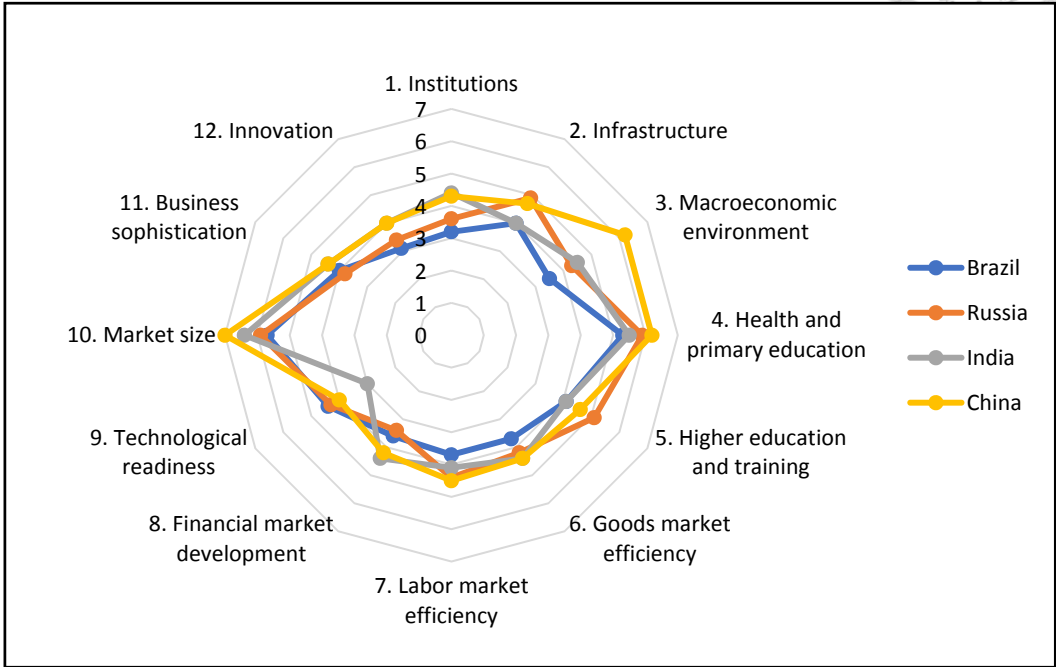 1. Institutions
2. Infrastructure
3. Macroeconomic
environment
4. Health and
primary education
5. Higher education
and training
6. Goods market
efficiency
7. Labor market
efficiency
8. Financial market
development
9. Technological
readiness
10. Market size
11. Business
sophistication
12. Innovation
7
6
5
4
3
2
1
0
Brazil
Russia
India
China